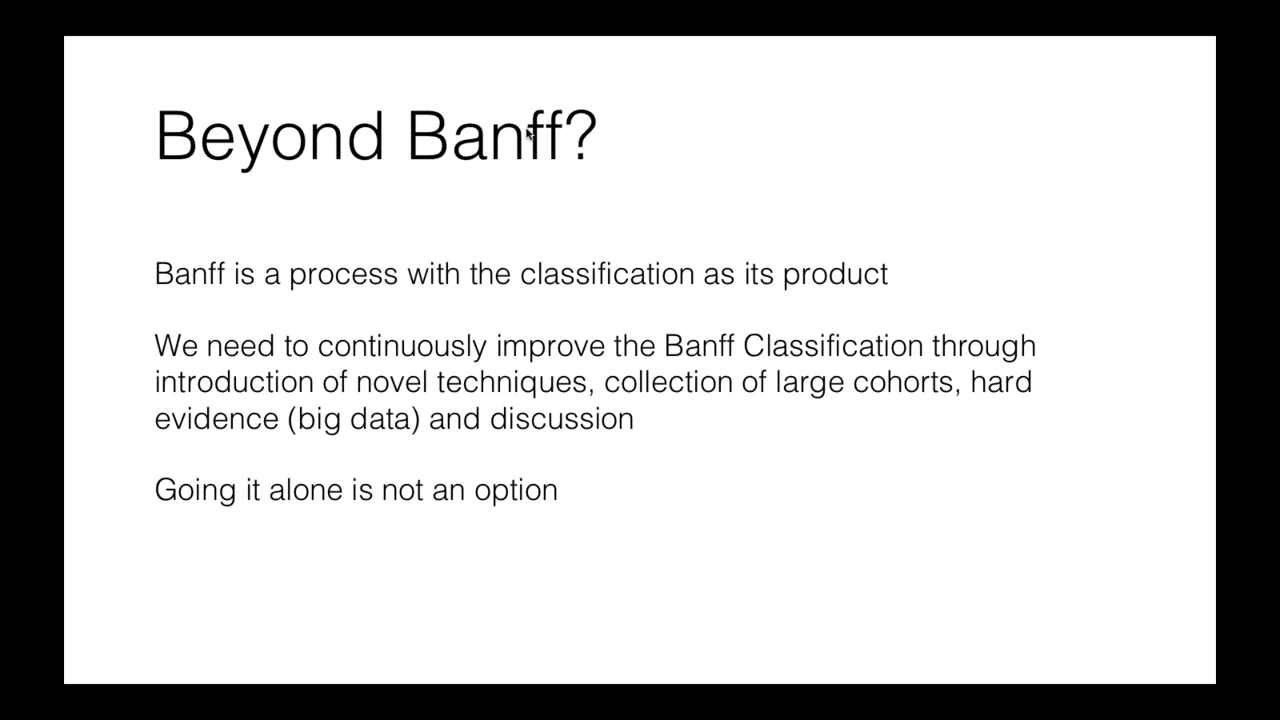 Beyond Banff?
Banff is a process with the classification as its product
We need to continuously improve the Banff Classification through
introduction of novel techniques, collection of large cohorts, hard
evidence (big data) and discussion
Going it alone is not an option